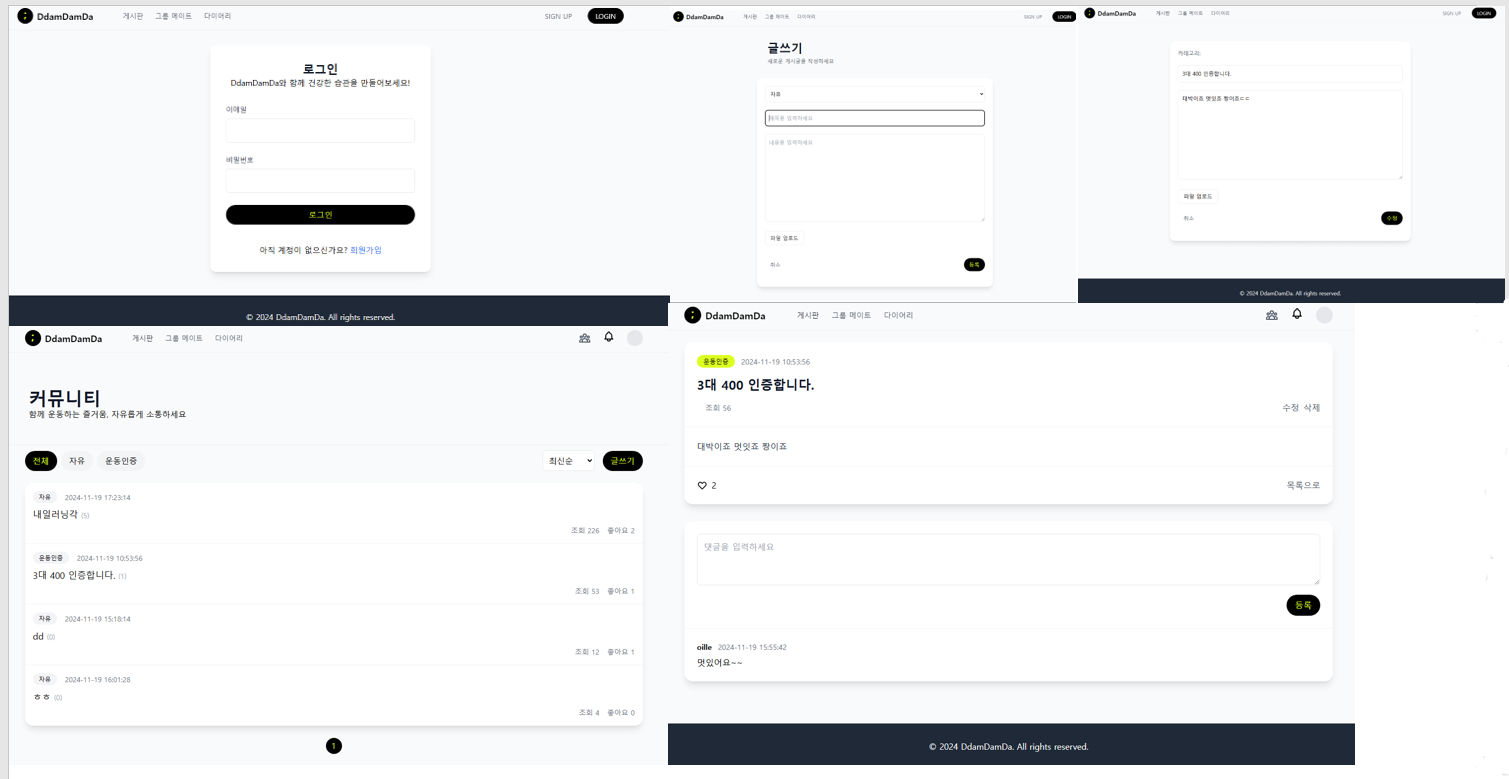 DdamDamDa 게시판 그룹 메이트 다이어리 SIGN UP LOGIN
로그인
DdamDamDa와 함께 건강한 습관을 만들어보세요!
이메일
비밀번호
로그인
아직 계정이 없으신가요? 회원가입
© 2024 DdamDamDa. All rights reserved.
DdamDamDa 게시판 그룹 메이트 다이어리 SIGN UP LOGIN
글쓰기
새로운 게시글을 작성하세요
자유
제목을 입력하세요
내용을 입력하세요
파일 업로드
취소 등록
DdamDamDa 게시판 그룹 메이트 다이어리 SIGN UP LOGIN
카테고리:
3대 400 인증합니다.
대박이죠 멋잇죠 짱이죠ㄷㄷ
파일 업로드
취소 수정
© 2024 DdamDamDa. All rights reserved.
DdamDamDa 게시판 그룹 메이트 다이어리
커뮤니티
함께 운동하는 즐거움, 자유롭게 소통하세요
전체 자유 운동인증 최신순 글쓰기
자유 2024-11-19 17:23:14
내일러닝각 (5)
조회 226 좋아요 2
운동인증 2024-11-19 10:53:56
3대 400 인증합니다. (1)
조회 53 좋아요 1
자유 2024-11-19 15:18:14
dd (0)
조회 12 좋아요 1
자유 2024-11-19 16:01:28
ㅎㅎ (0)
조회 4 좋아요 0
1
DdamDamDa 게시판 그룹 메이트 다이어리
운동인증 2024-11-19 10:53:56
3대 400 인증합니다.
조회 56 수정 삭제
대박이죠 멋잇죠 짱이죠
2 목록으로
댓글을 입력하세요
등록
oille 2024-11-19 15:55:42
멋있어요~~
© 2024 DdamDamDa. All rights reserved.